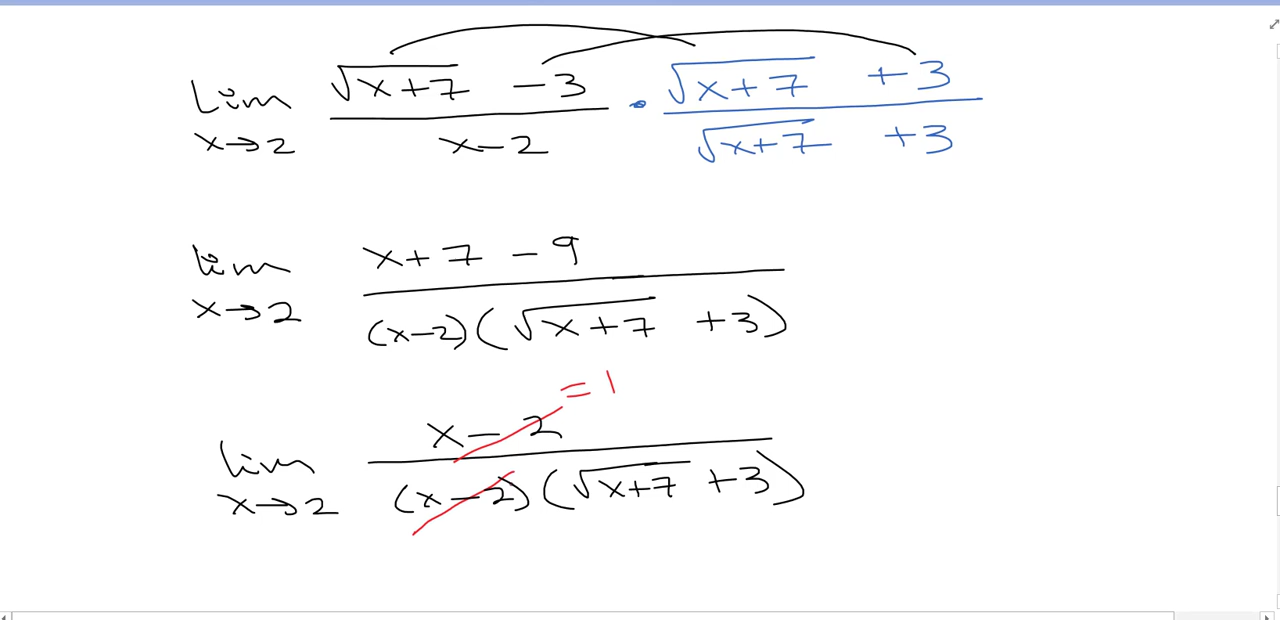 Lim x→2 √x+7 - 3 / x-2 · √x+7 + 3 / √x+7 + 3
lim x→2 x+7 - 9 / (x-2)(√x+7 + 3)
= 1
lim x→2 x-2 / (x-2)(√x+7 + 3)